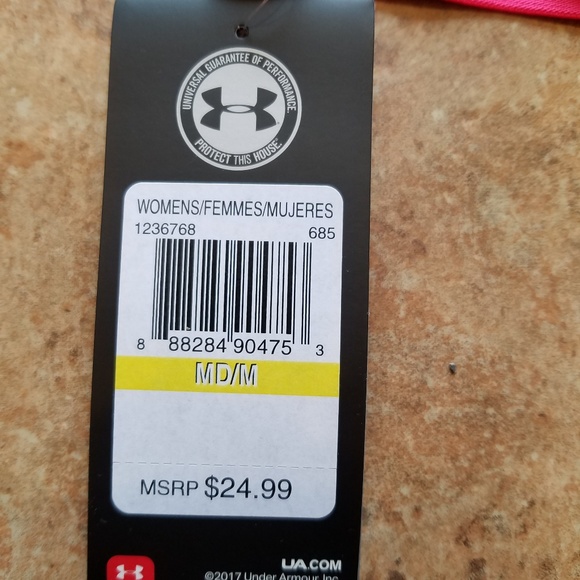 UNIVERSAL GUARANTEE OF PERFORMANCE.
PROTECT THIS HOUSE.
WOMENS/FEMMES/MUJERES
1236768 685
8 88284 90475 3
MD/M
MSRP $24.99
UA.COM
©2017 Under Armour, Inc.